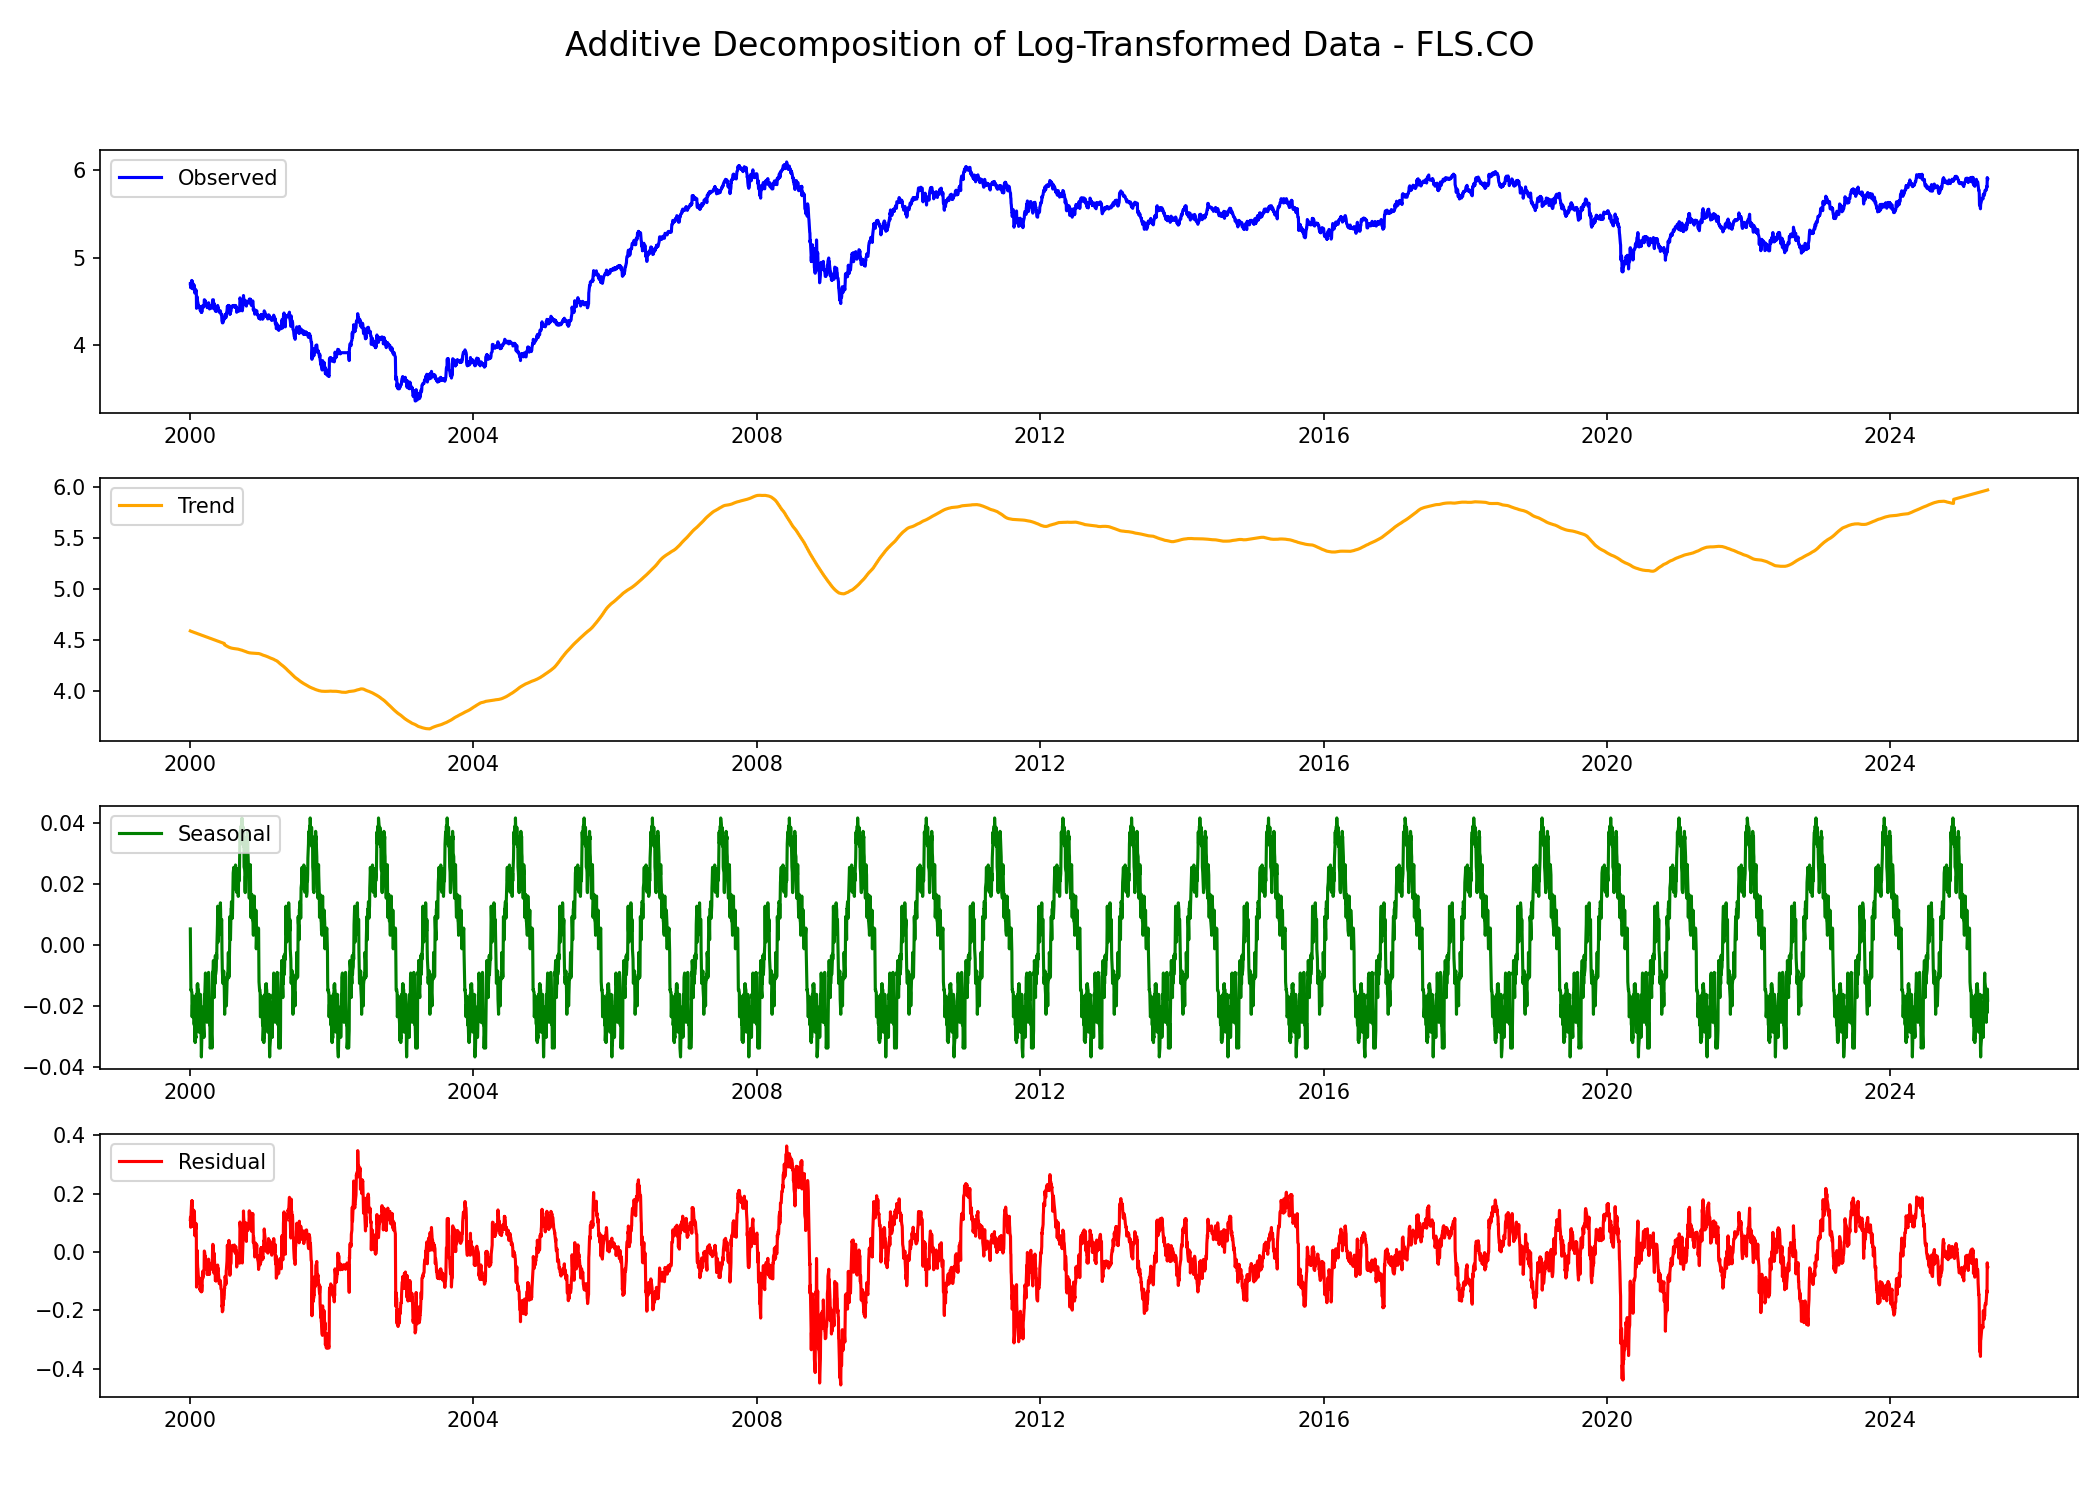 Additive Decomposition of Log-Transformed Data - FLS.CO
Observed
6
5
4
2000 2004 2008 2012 2016 2020 2024
Trend
6.0
5.5
5.0
4.5
4.0
2000 2004 2008 2012 2016 2020 2024
Seasonal
0.04
0.02
0.00
−0.02
−0.04
2000 2004 2008 2012 2016 2020 2024
Residual
0.4
0.2
0.0
−0.2
−0.4
2000 2004 2008 2012 2016 2020 2024